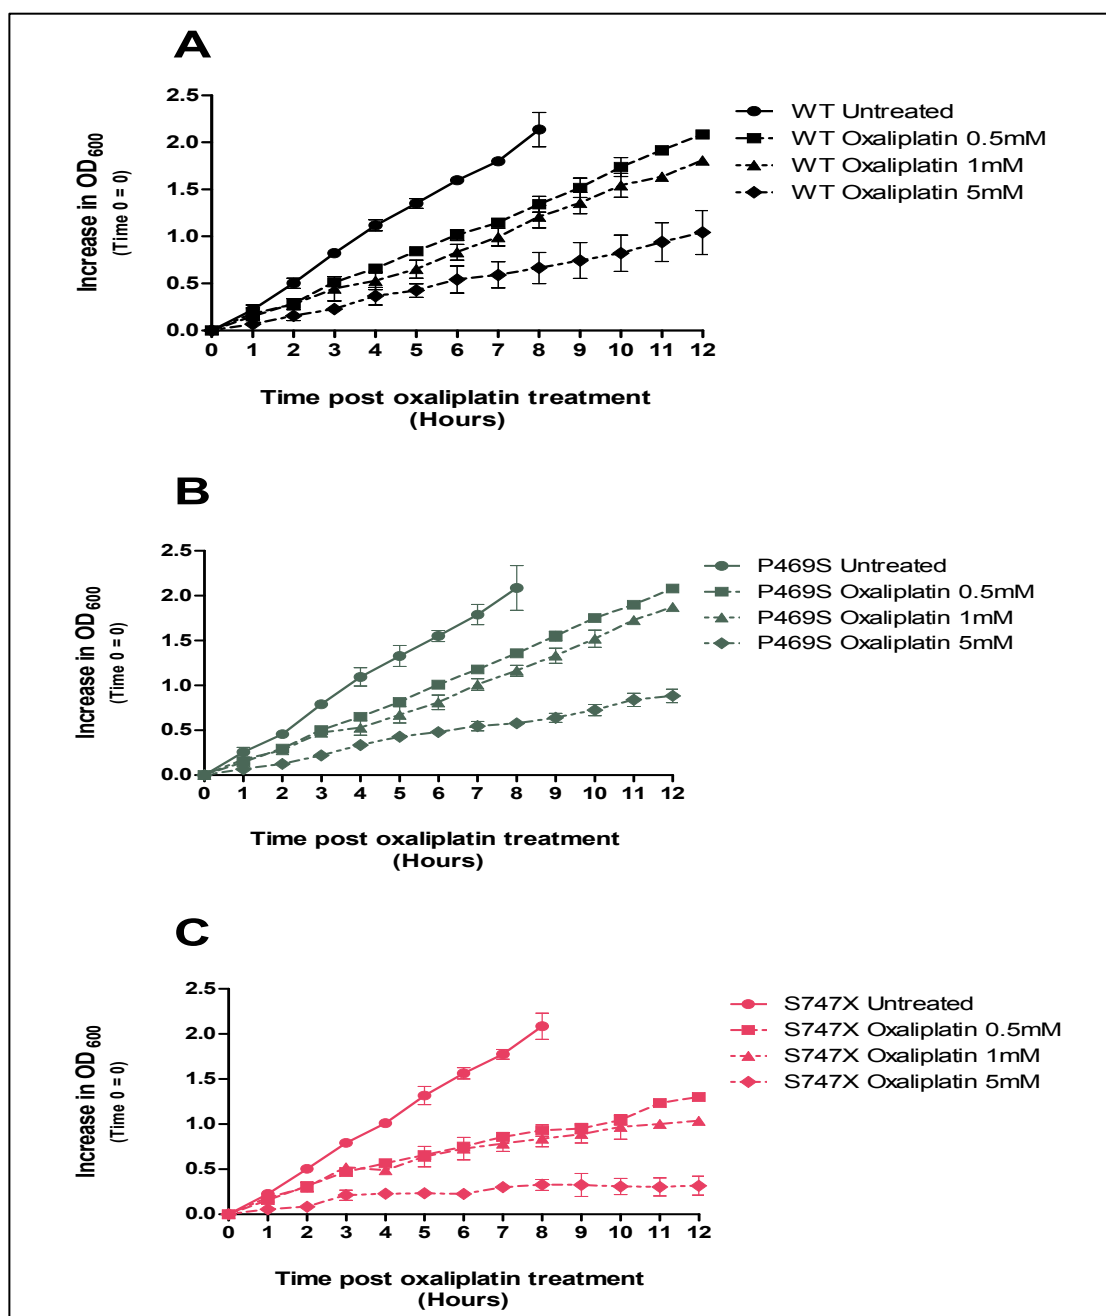 A
2.5
2.0
1.5
1.0
0.5
0.0
Increase in OD600
(Time 0 = 0)
0 1 2 3 4 5 6 7 8 9 10 11 12
Time post oxaliplatin treatment
(Hours)
WT Untreated
WT Oxaliplatin 0.5mM
WT Oxaliplatin 1mM
WT Oxaliplatin 5mM
B
2.5
2.0
1.5
1.0
0.5
0.0
Increase in OD600
(Time 0 = 0)
0 1 2 3 4 5 6 7 8 9 10 11 12
Time post oxaliplatin treatment
(Hours)
P469S Untreated
P469S Oxaliplatin 0.5mM
P469S Oxaliplatin 1mM
P469S Oxaliplatin 5mM
C
2.5
2.0
1.5
1.0
0.5
0.0
Increase in OD600
(Time 0 = 0)
0 1 2 3 4 5 6 7 8 9 10 11 12
Time post oxaliplatin treatment
(Hours)
S747X Untreated
S747X Oxaliplatin 0.5mM
S747X Oxaliplatin 1mM
S747X Oxaliplatin 5mM